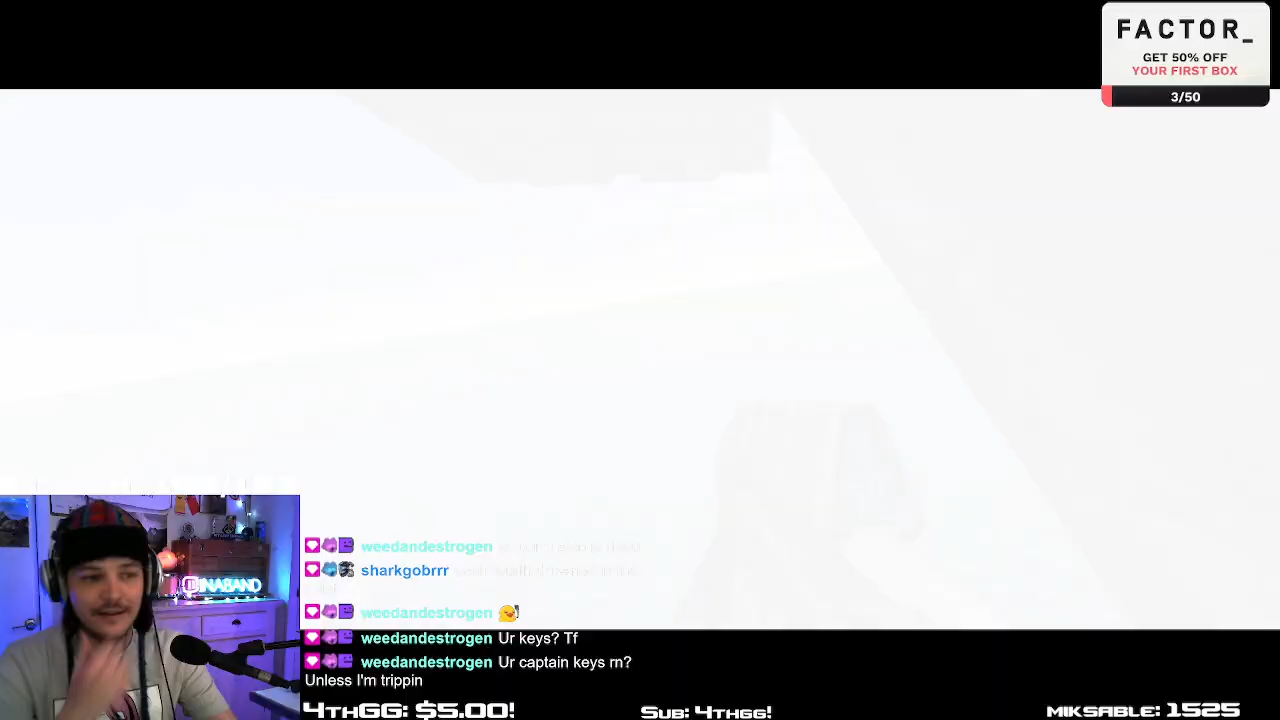 FACTOR_
GET 50% OFF
YOUR FIRST BOX
3/50
weedandestrogen
sharkgobrrr
weedandestrogen
weedandestrogen Ur keys? Tf
weedandestrogen Ur captain keys rn?
Unless I'm trippin
4thGG: $5.00!
Sub: 4thgg!
miksable: 1525